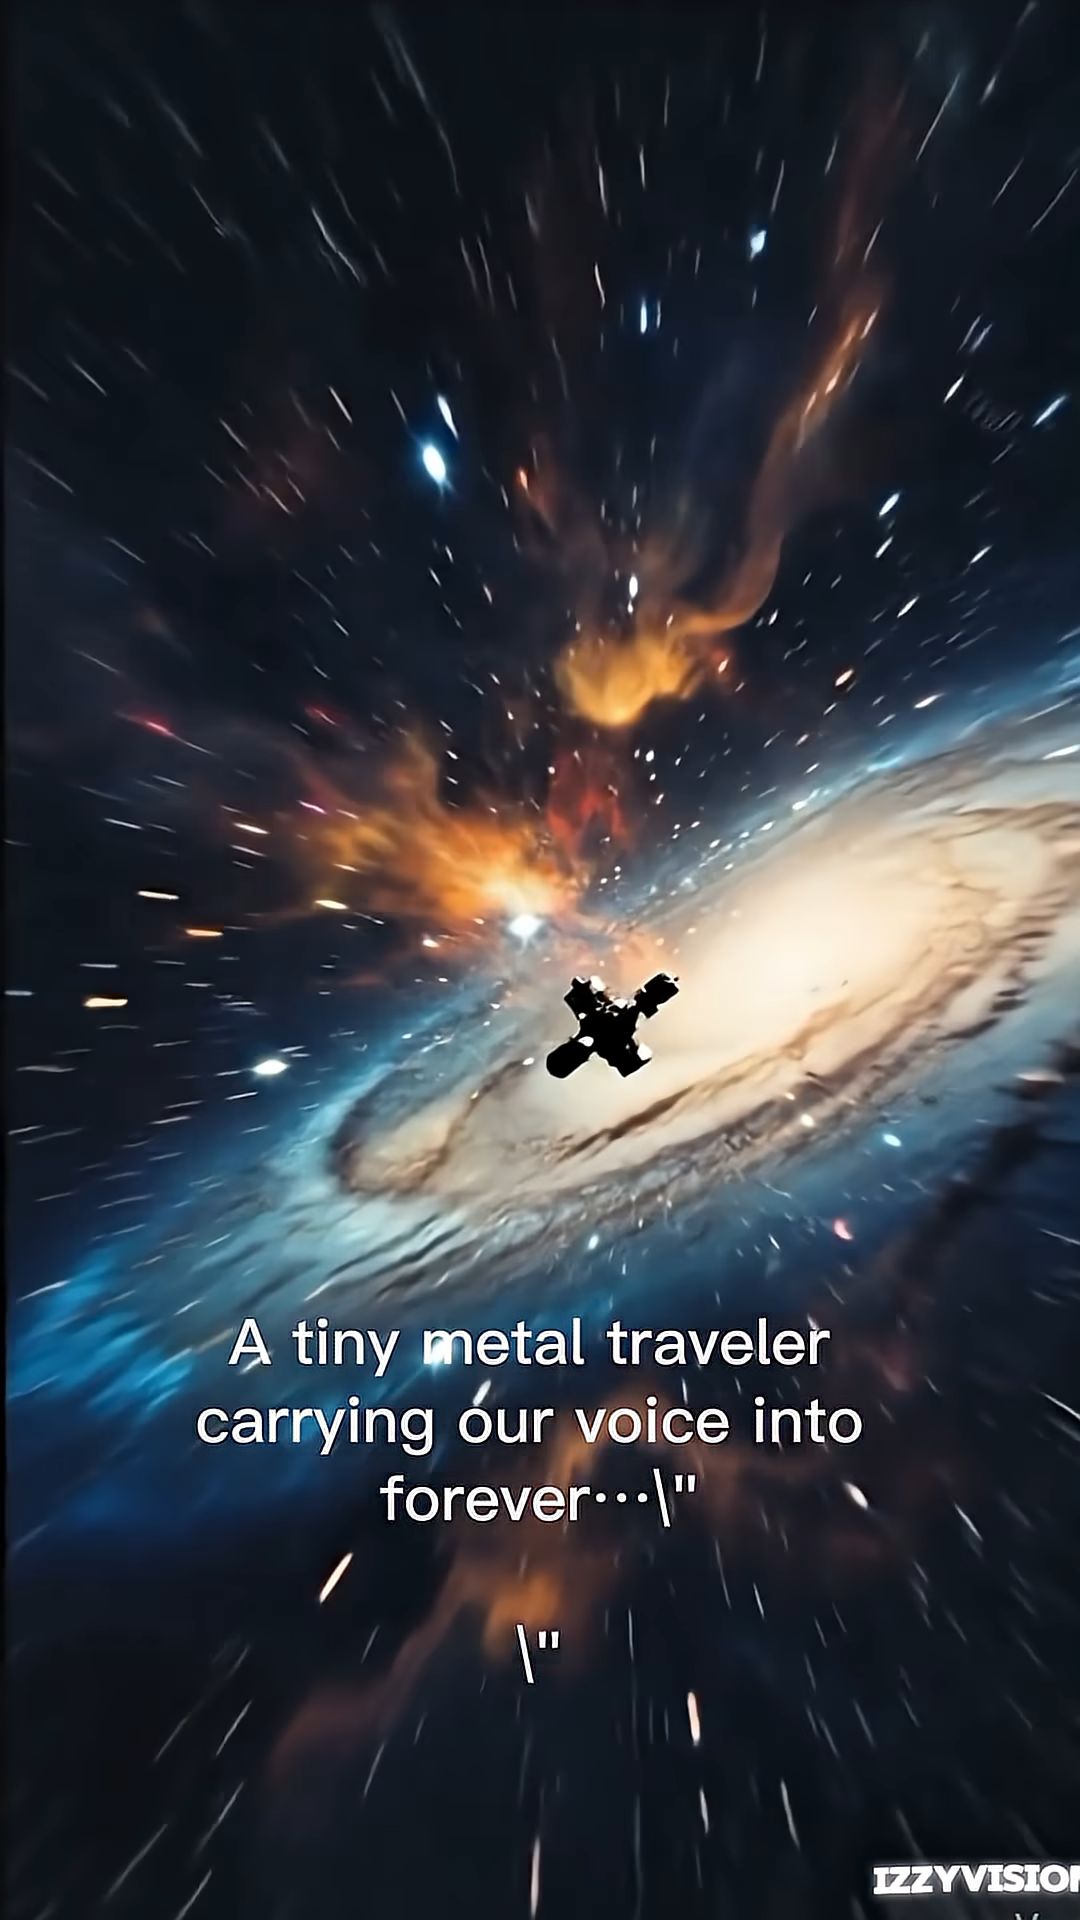 A tiny metal traveler
carrying our voice into
forever···\"
\"
IZZYVISION